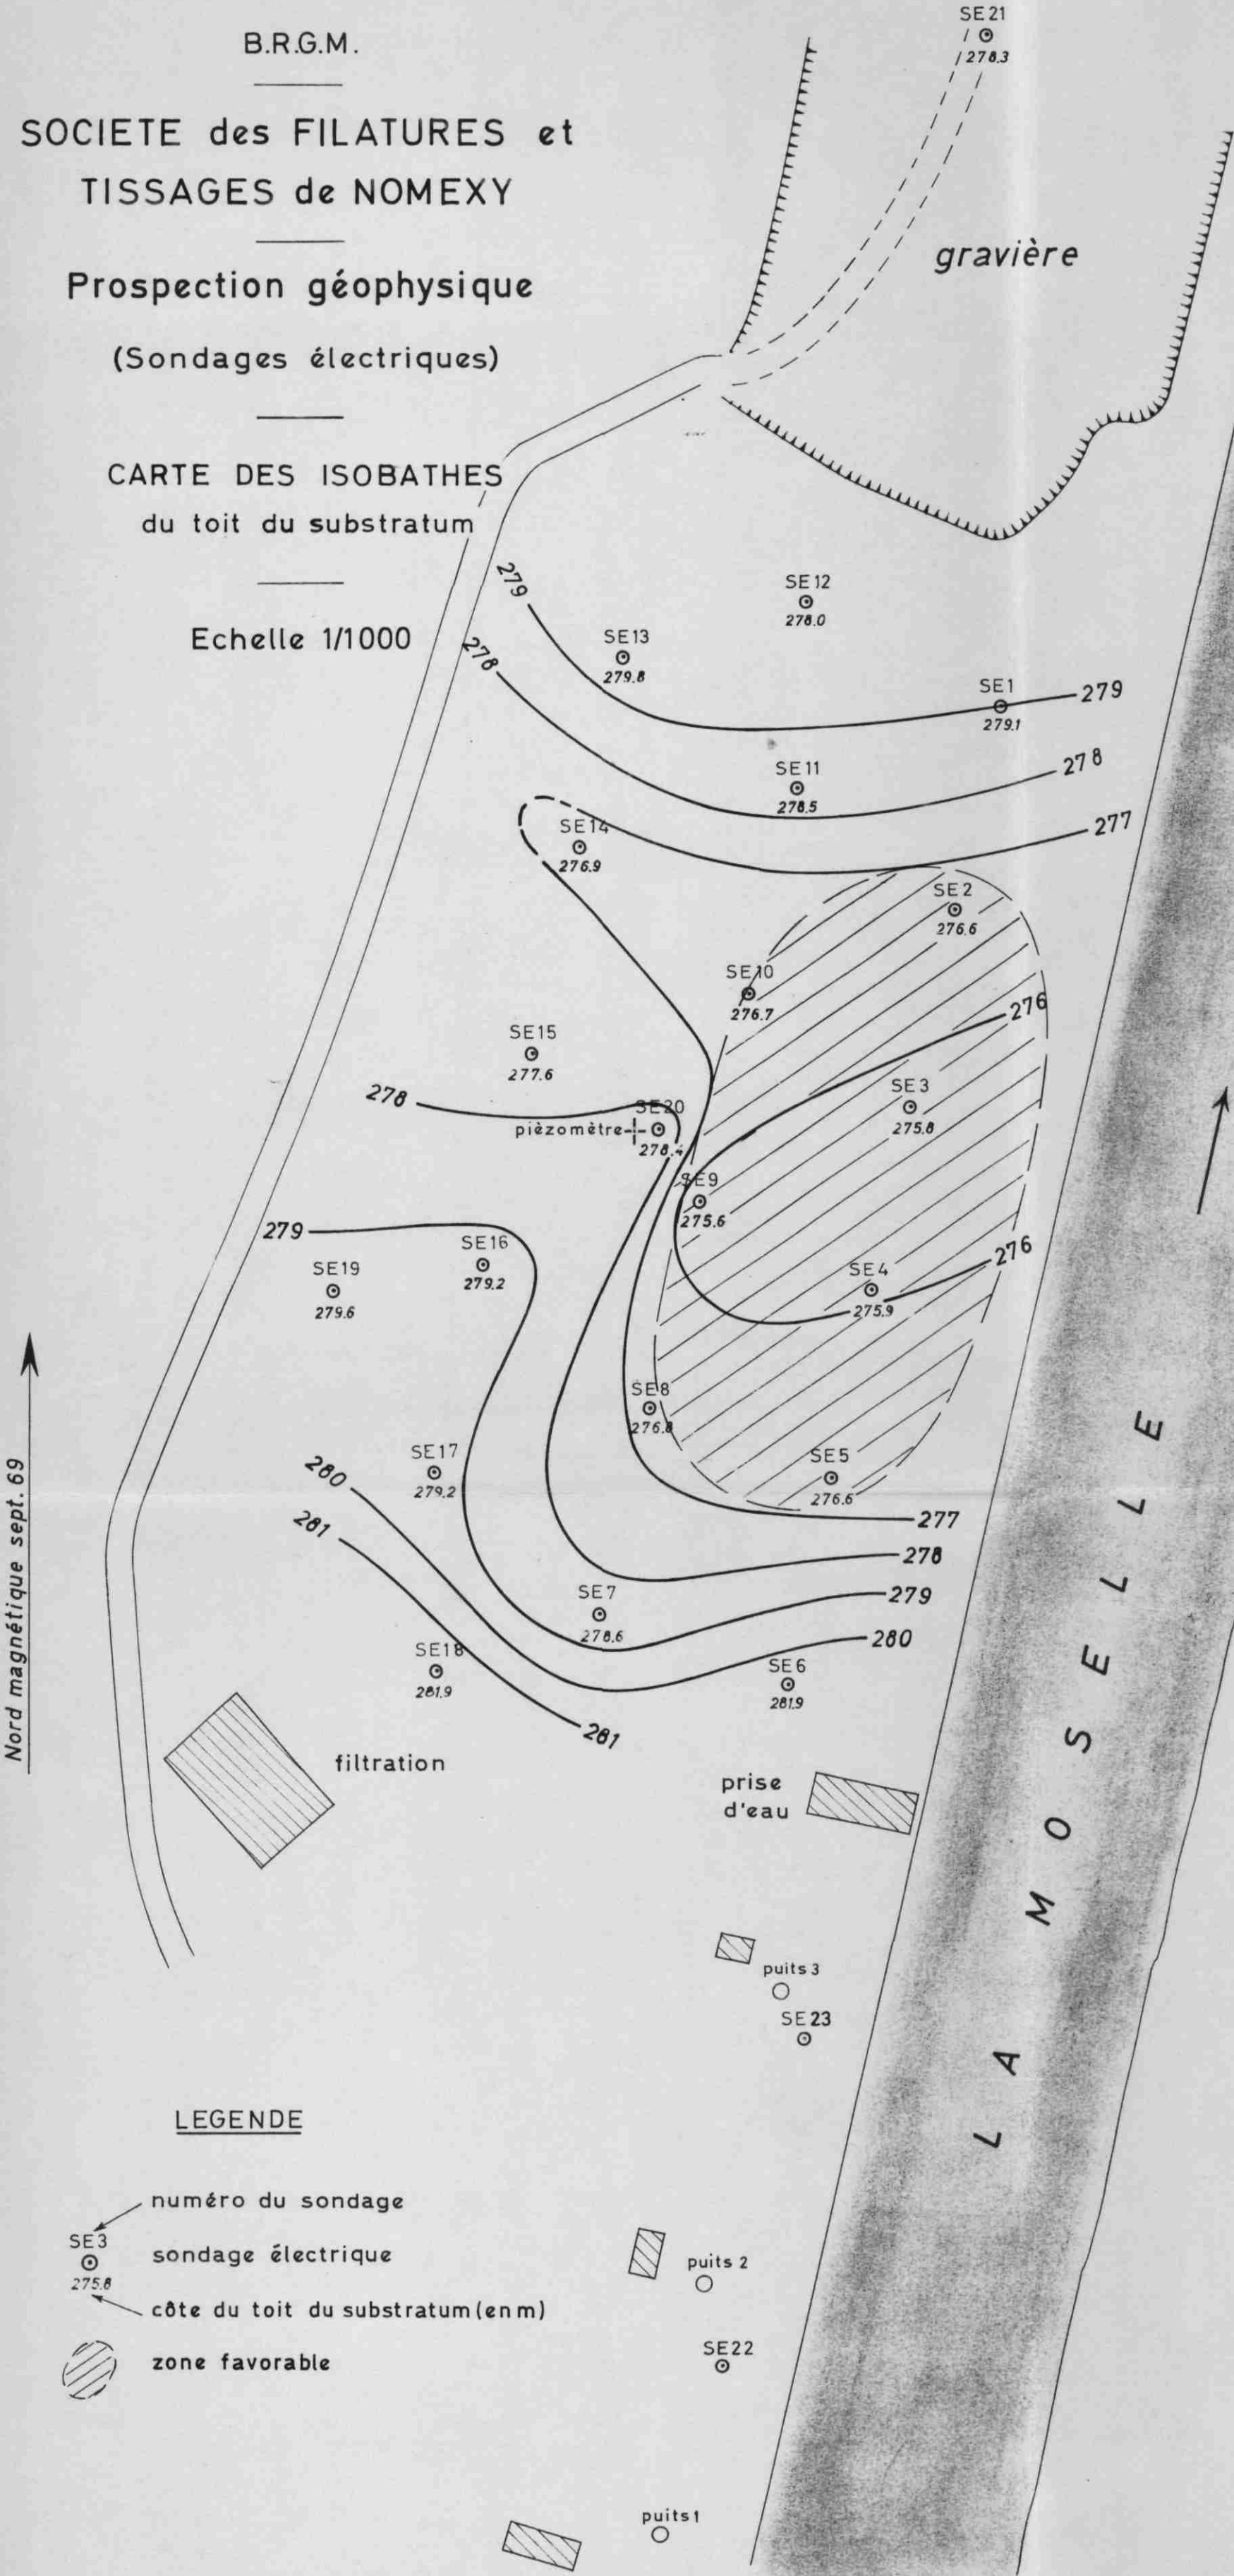 B.R.G.M.
SOCIETE des FILATURES et
TISSAGES de NOMEXY
Prospection géophysique
(Sondages électriques)
CARTE DES ISOBATHES
du toit du substratum
Echelle 1/1000
SE21
278.3
gravière
279
278
SE12
278.0
SE13
279.8
SE1
279.1
279
SE11
278.5
278
277
SE14
276.9
SE2
276.6
SE10
276.7
276
SE15
277.6
SE3
275.8
278
SE20
pièzomètre
278.4
SE9
275.6
279
SE16
279.2
276
SE19
279.6
SE4
275.9
SE8
276.8
SE17
279.2
SE5
276.6
280
281
277
278
279
280
SE7
278.6
SE18
281.9
SE6
281.9
281
Nord magnétique sept. 69
filtration
prise
d'eau
LA MOSELLE
puits 3
SE23
LEGENDE
numéro du sondage
SE3
sondage électrique
275.8
côte du toit du substratum (en m)
zone favorable
puits 2
SE22
puits 1